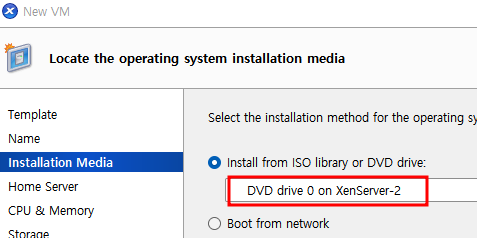 New VM
Locate the operating system installation media
Template
Name
Installation Media
Home Server
CPU & Memory
Storage
Select the installation method for the operating
Install from ISO library or DVD drive:
DVD drive 0 on XenServer-2
Boot from network